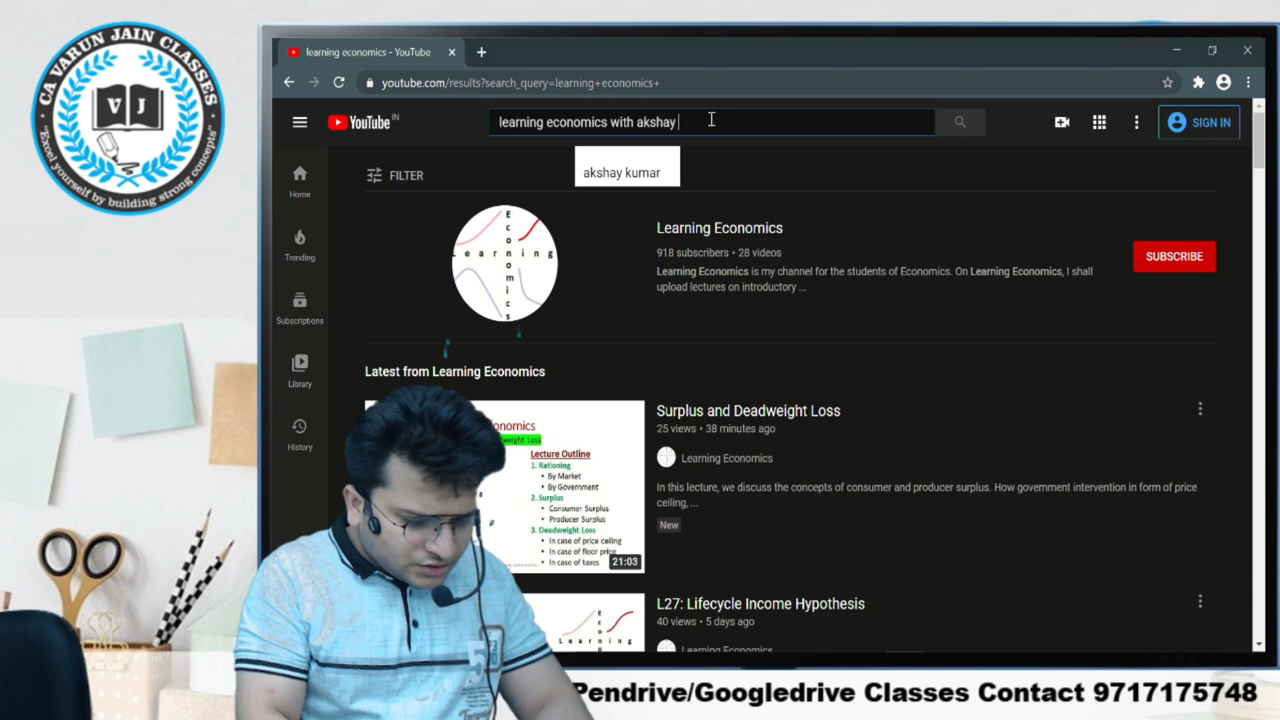 CA VARUN JAIN CLASSES
V J
"Excel yourself by building strong concepts"
learning economics - YouTube
youtube.com/results?search_query=learning+economics+
YouTube IN
learning economics with akshay
SIGN IN
akshay kumar
Home
Trending
Subscriptions
Library
History
FILTER
Learning Economics
Learning Economics
918 subscribers • 28 videos
Learning Economics is my channel for the students of Economics. On Learning Economics, I shall
upload lectures on introductory ...
SUBSCRIBE
Latest from Learning Economics
onomics
weight Loss
Lecture Outline
1. Rationing
• By Market
• By Government
2. Surplus
• Consumer Surplus
• Producer Surplus
3. Deadweight Loss
• In case of price ceiling
• In case of floor price
• In case of taxes
21:03
Surplus and Deadweight Loss
25 views • 38 minutes ago
Learning Economics
In this lecture, we discuss the concepts of consumer and producer surplus. How government intervention in form of price
ceiling, ...
New
L27: Lifecycle Income Hypothesis
40 views • 5 days ago
Learning Economics
Pendrive/Googledrive Classes Contact 9717175748